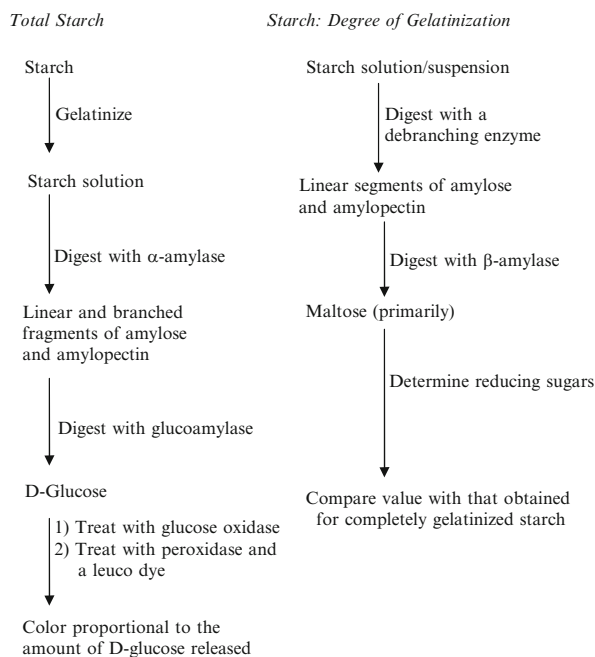 Total Starch
Starch
Gelatinize
Starch solution
Digest with α-amylase
Linear and branched
fragments of amylose
and amylopectin
Digest with glucoamylase
D-Glucose
1) Treat with glucose oxidase
2) Treat with peroxidase and
a leuco dye
Color proportional to the
amount of D-glucose released
Starch: Degree of Gelatinization
Starch solution/suspension
Digest with a
debranching enzyme
Linear segments of amylose
and amylopectin
Digest with β-amylase
Maltose (primarily)
Determine reducing sugars
Compare value with that obtained
for completely gelatinized starch